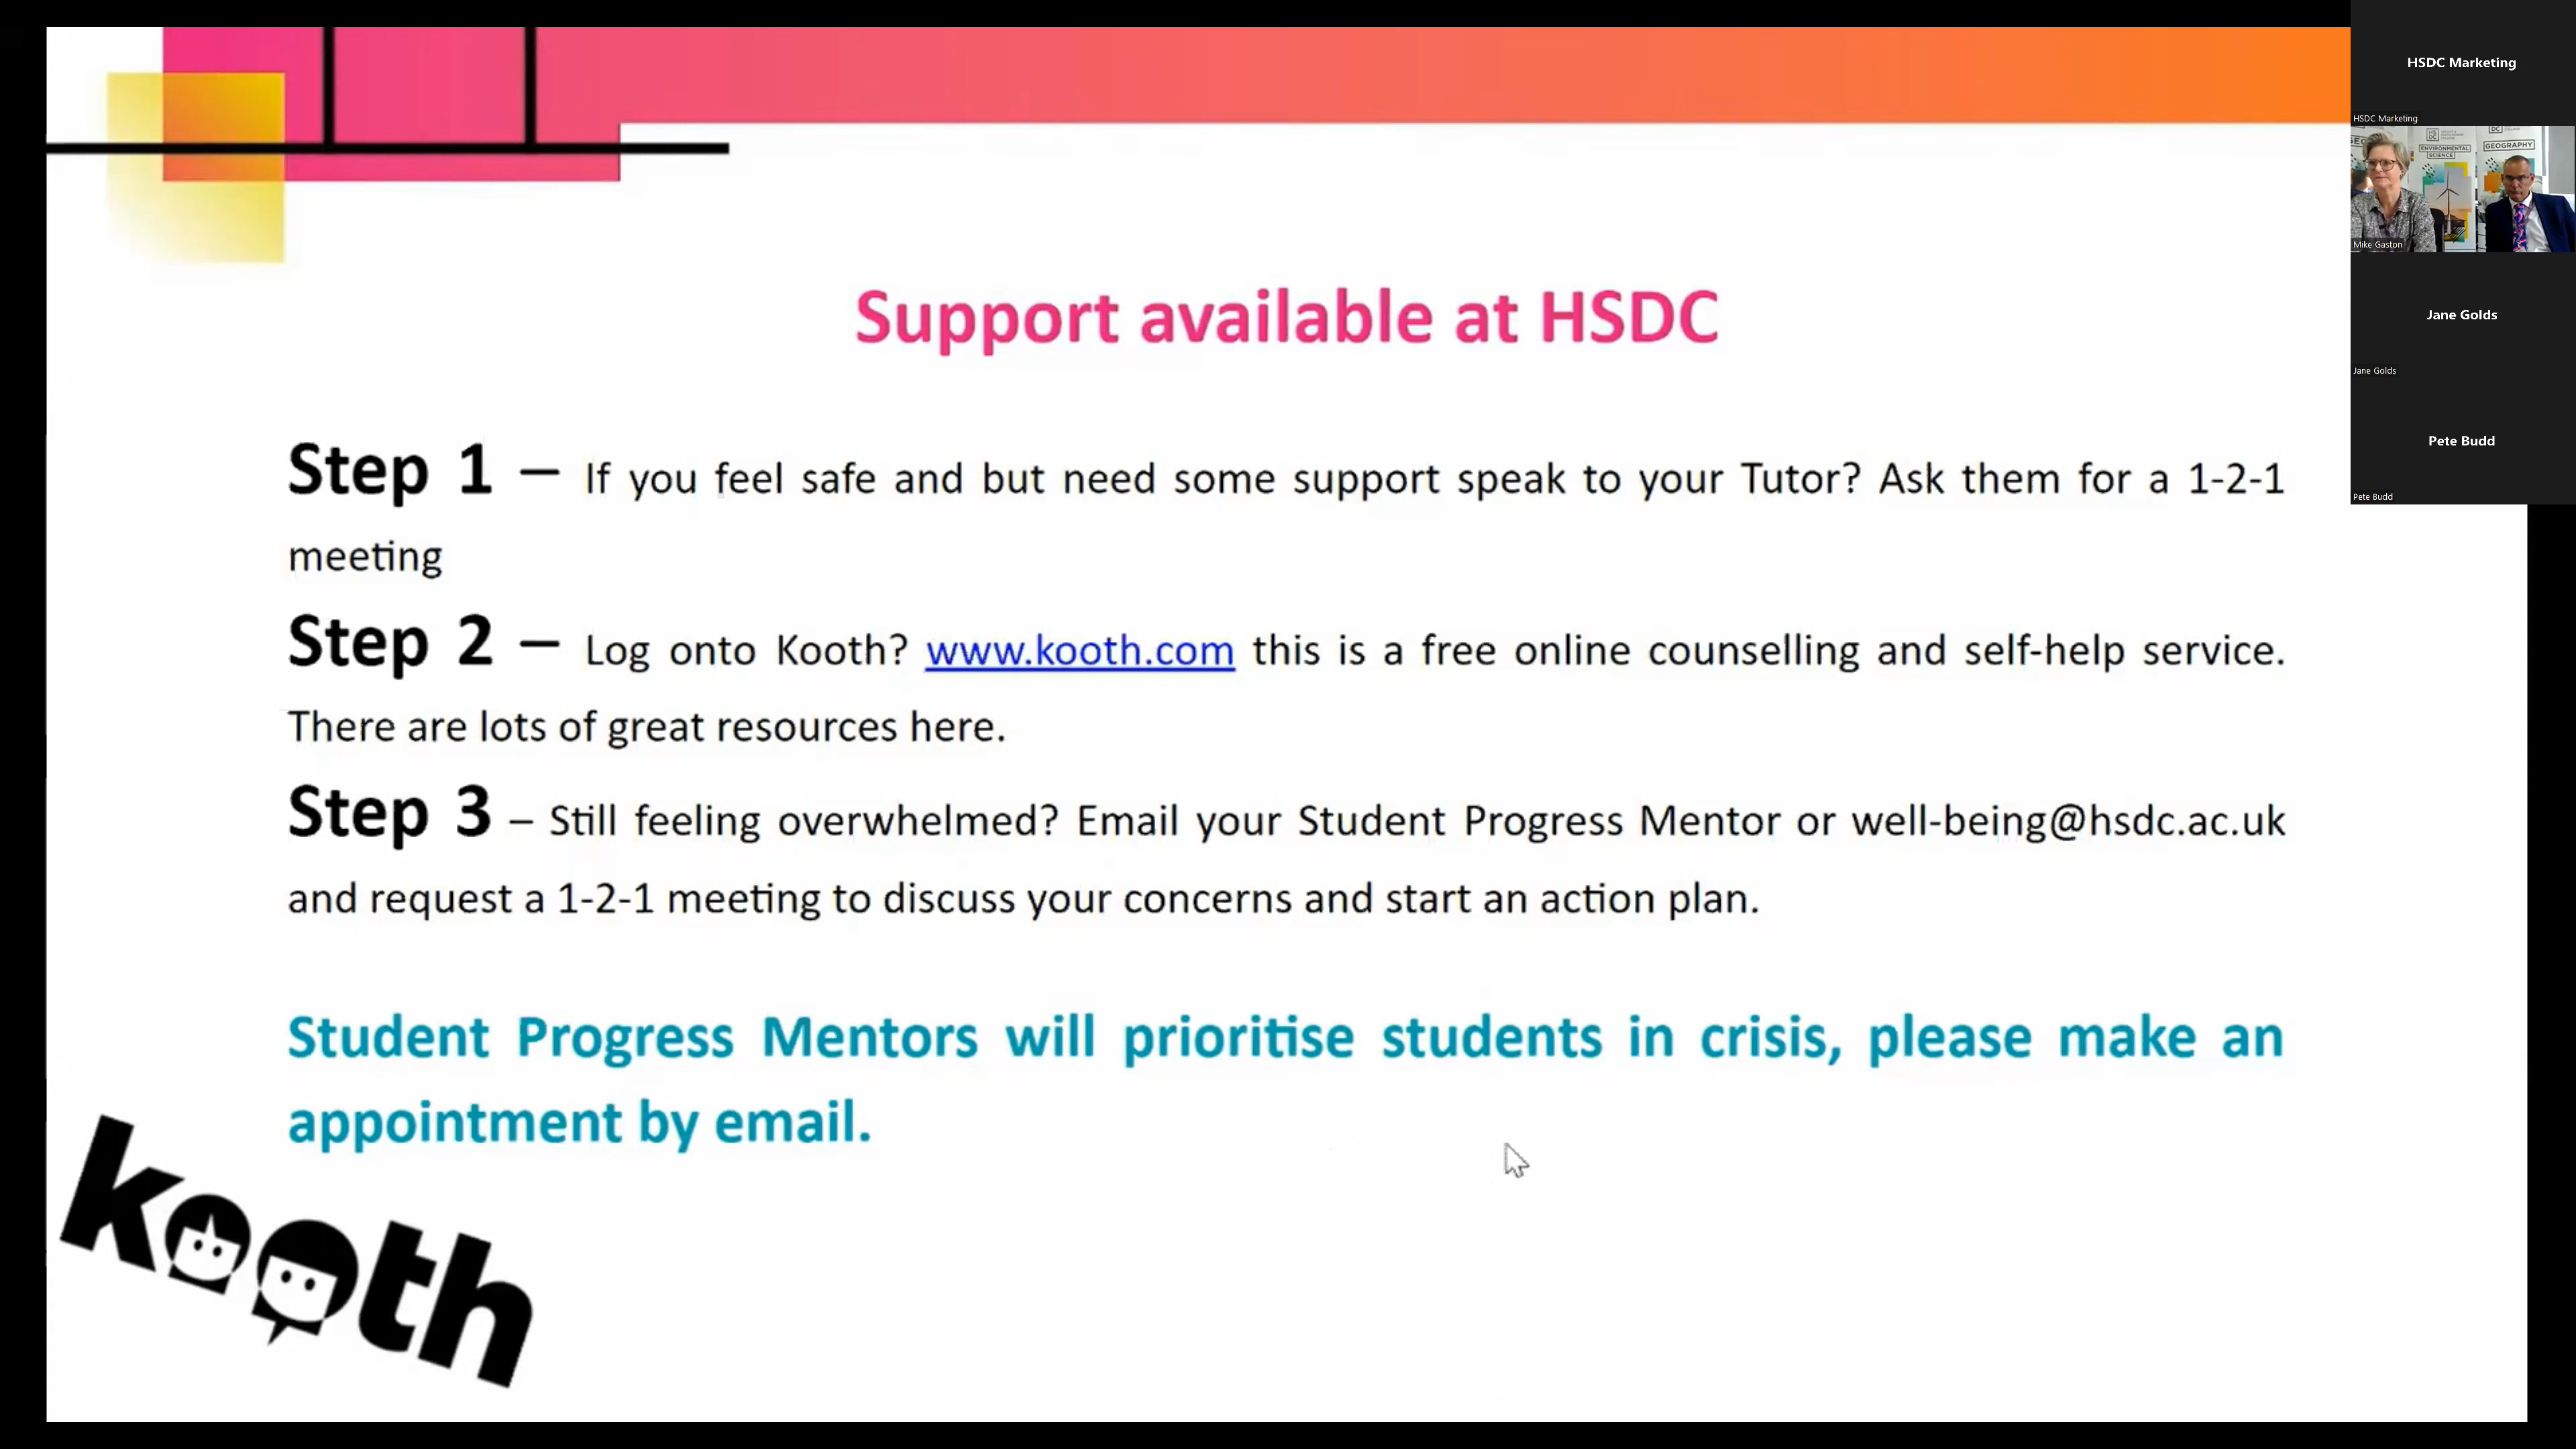 Support available at HSDC
Step 1 – If you feel safe and but need some support speak to your Tutor? Ask them for a 1-2-1
meeting
Step 2 – Log onto Kooth? www.kooth.com this is a free online counselling and self-help service.
There are lots of great resources here.
Step 3 – Still feeling overwhelmed? Email your Student Progress Mentor or well-being@hsdc.ac.uk
and request a 1-2-1 meeting to discuss your concerns and start an action plan.
Student Progress Mentors will prioritise students in crisis, please make an
appointment by email.
kooth
HSDC Marketing
HSDC Marketing
ENVIRONMENTAL
SCIENCE
GEOGRAPHY
Mike Gaston
Jane Golds
Jane Golds
Pete Budd
Pete Budd